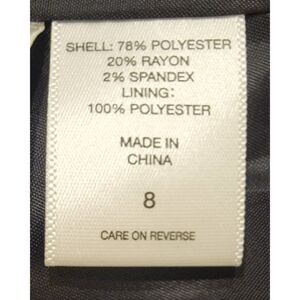 SHELL: 78% POLYESTER
20% RAYON
2% SPANDEX
LINING:
100% POLYESTER
MADE IN
CHINA
8
CARE ON REVERSE